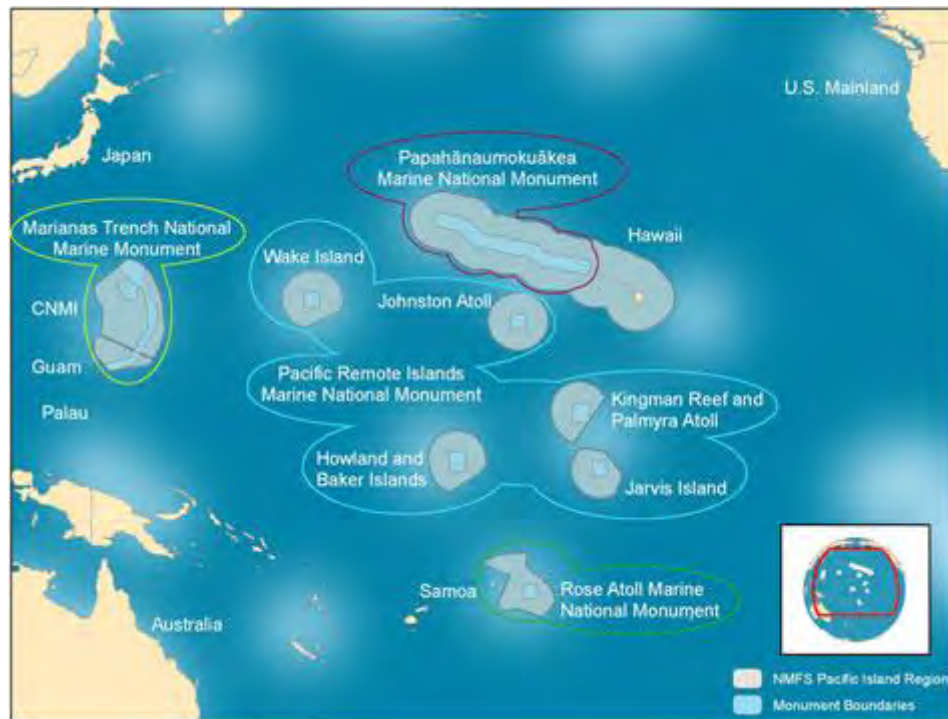 U.S. Mainland
Japan
Papahānaumokuākea
Marine National Monument
Marianas Trench National
Marine Monument
Hawaii
Wake Island
CNMI
Johnston Atoll
Guam
Pacific Remote Islands
Marine National Monument
Kingman Reef and
Palmyra Atoll
Palau
Howland and
Baker Islands
Jarvis Island
Samoa
Rose Atoll Marine
National Monument
Australia
NMFS Pacific Island Region
Monument Boundaries